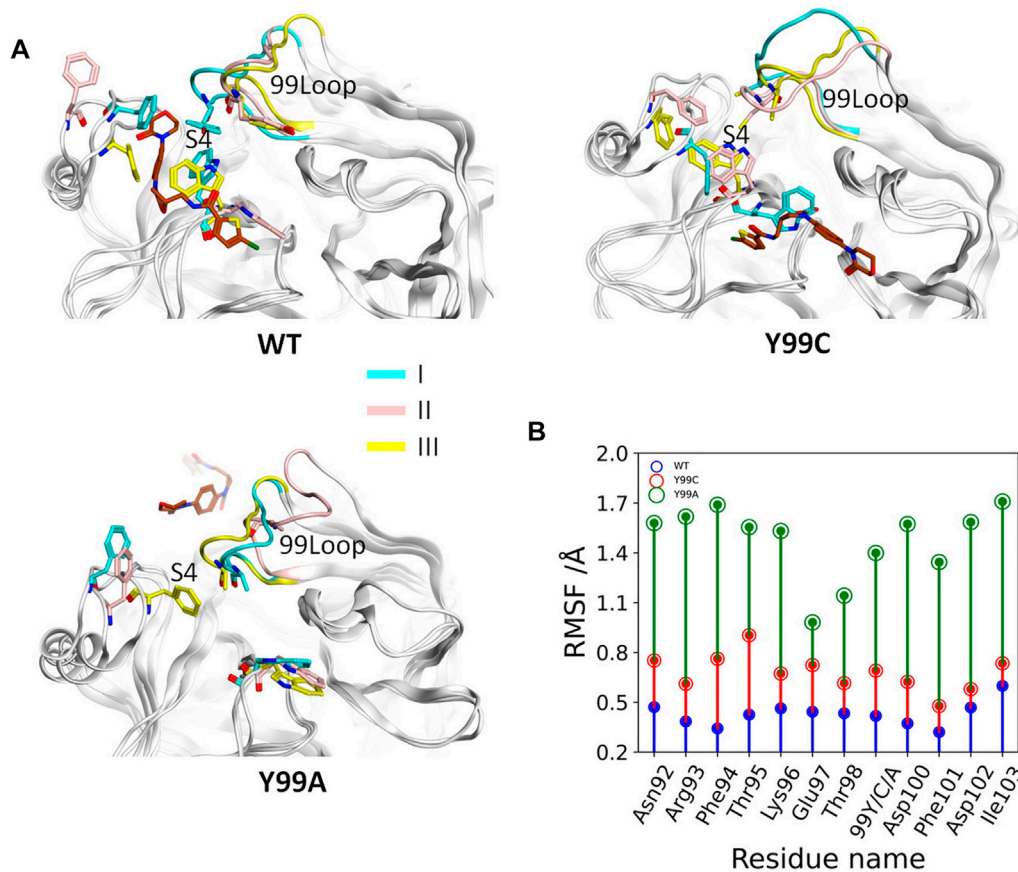 A
99Loop
S4
WT
99Loop
S4
Y99C
I
II
III
99Loop
S4
Y99A
B
2.0
1.7
1.4
1.1
0.8
0.5
0.2
RMSF /Å
WT
Y99C
Y99A
Asn92
Arg93
Phe94
Thr95
Lys96
Glu97
Thr98
99Y/C/A
Asp100
Phe101
Asp102
Ile103
Residue name